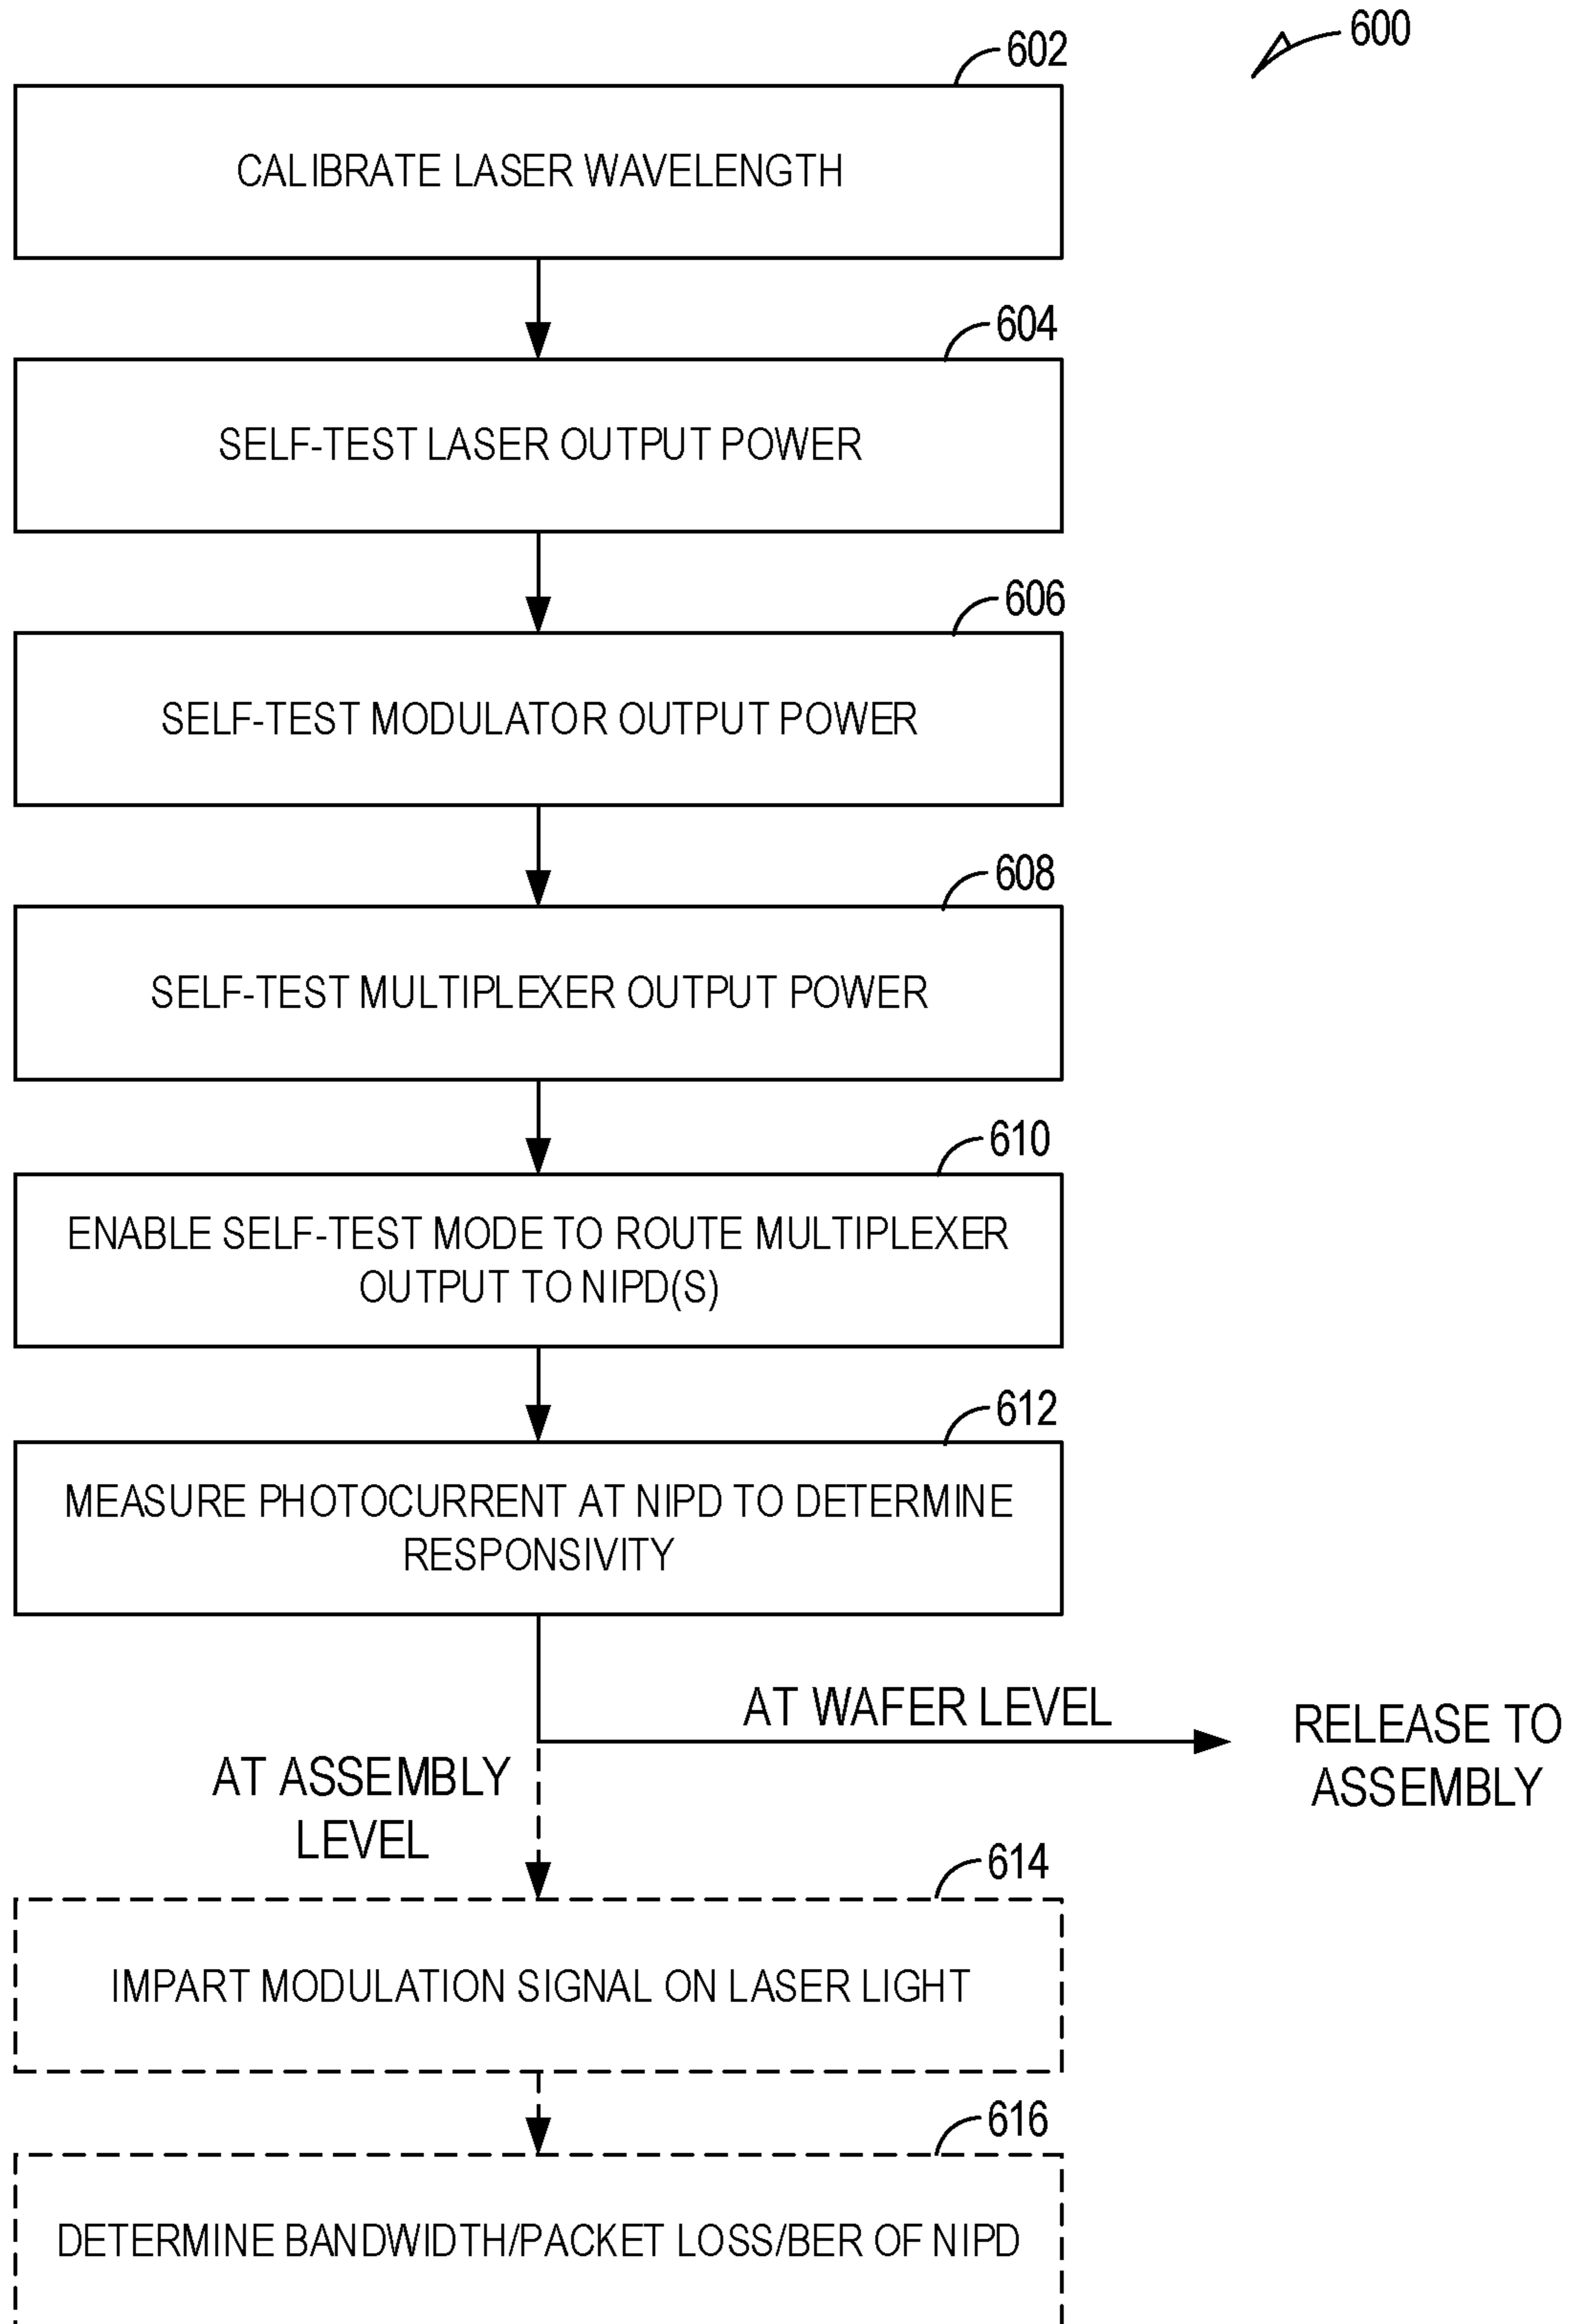 600
602
CALIBRATE LASER WAVELENGTH
604
SELF-TEST LASER OUTPUT POWER
606
SELF-TEST MODULATOR OUTPUT POWER
608
SELF-TEST MULTIPLEXER OUTPUT POWER
610
ENABLE SELF-TEST MODE TO ROUTE MULTIPLEXER
OUTPUT TO NIPD(S)
612
MEASURE PHOTOCURRENT AT NIPD TO DETERMINE
RESPONSIVITY
AT WAFER LEVEL
RELEASE TO
ASSEMBLY
AT ASSEMBLY
LEVEL
614
IMPART MODULATION SIGNAL ON LASER LIGHT
616
DETERMINE BANDWIDTH/PACKET LOSS/BER OF NIPD